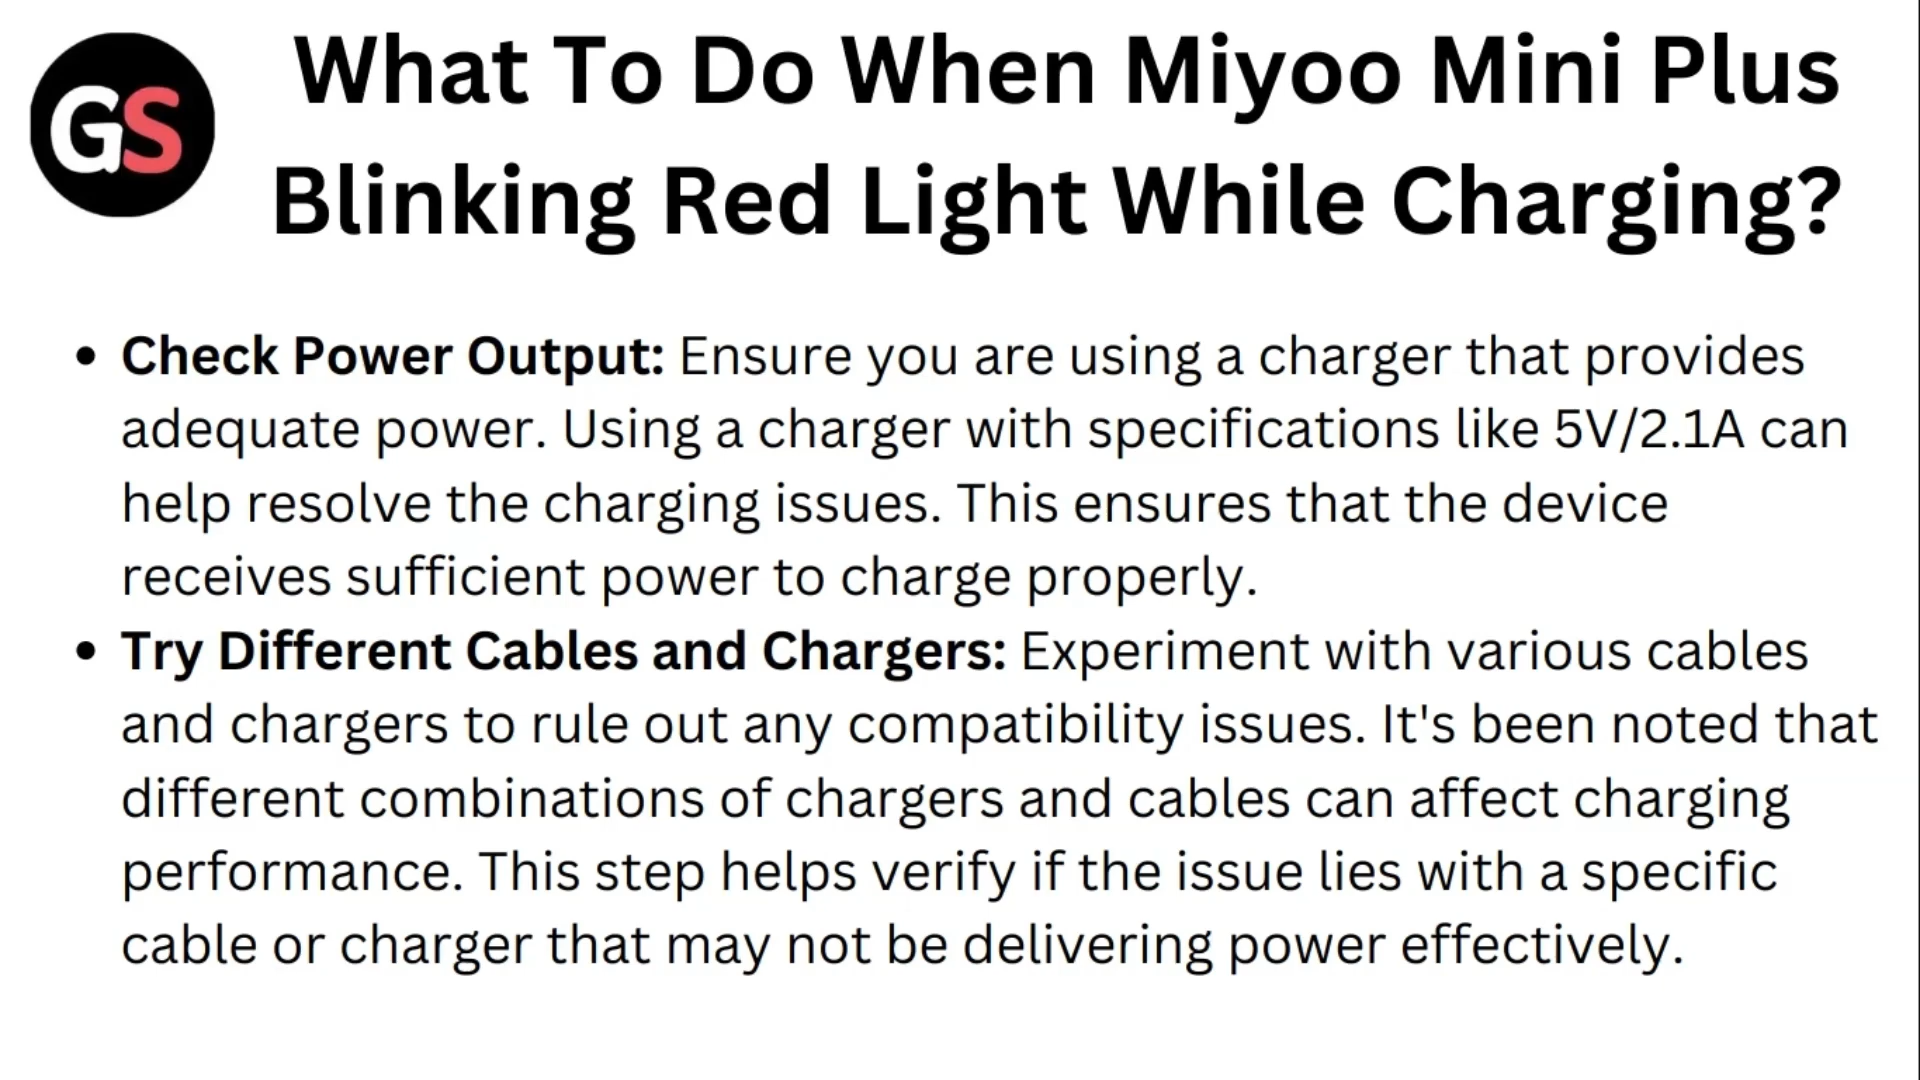 GS
What To Do When Miyoo Mini Plus
Blinking Red Light While Charging?
• Check Power Output: Ensure you are using a charger that provides
adequate power. Using a charger with specifications like 5V/2.1A can
help resolve the charging issues. This ensures that the device
receives sufficient power to charge properly.
• Try Different Cables and Chargers: Experiment with various cables
and chargers to rule out any compatibility issues. It's been noted that
different combinations of chargers and cables can affect charging
performance. This step helps verify if the issue lies with a specific
cable or charger that may not be delivering power effectively.